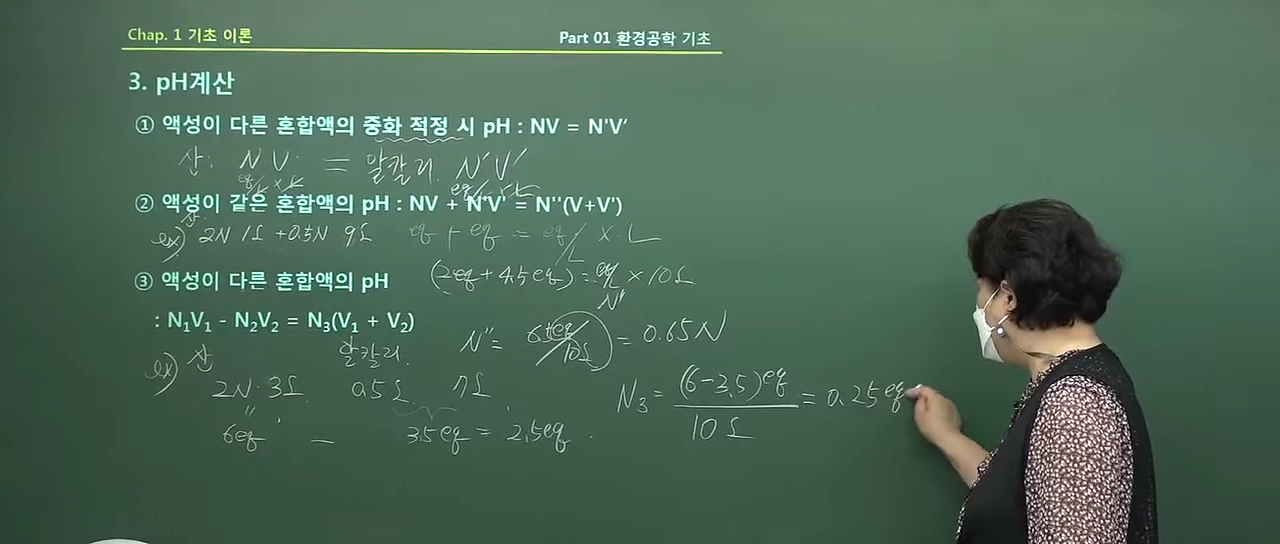 Chap. 1 기초 이론
Part 01 환경공학 기초
3. pH계산
① 액성이 다른 혼합액의 중화 적정 시 pH : NV = N'V'
산: NV = 알칼리. N'V'
eq/L × L eq/L × L
② 액성이 같은 혼합액의 pH : NV + N'V' = N''(V+V')
ex) 산 2N 1L + 0.5N 9L eq + eq = eq/L × L
③ 액성이 다른 혼합액의 pH
(2eq + 4.5eq) = eq × 10L
N''
: N₁V₁ - N₂V₂ = N₃(V₁ + V₂)
N'' = 6.5eq/10L = 0.65N
ex) 산 알칼리
2N 3L 0.5L 7L
6eq - 3.5eq = 2.5eq
N₃ = (6-3.5)eq/10L = 0.25eq